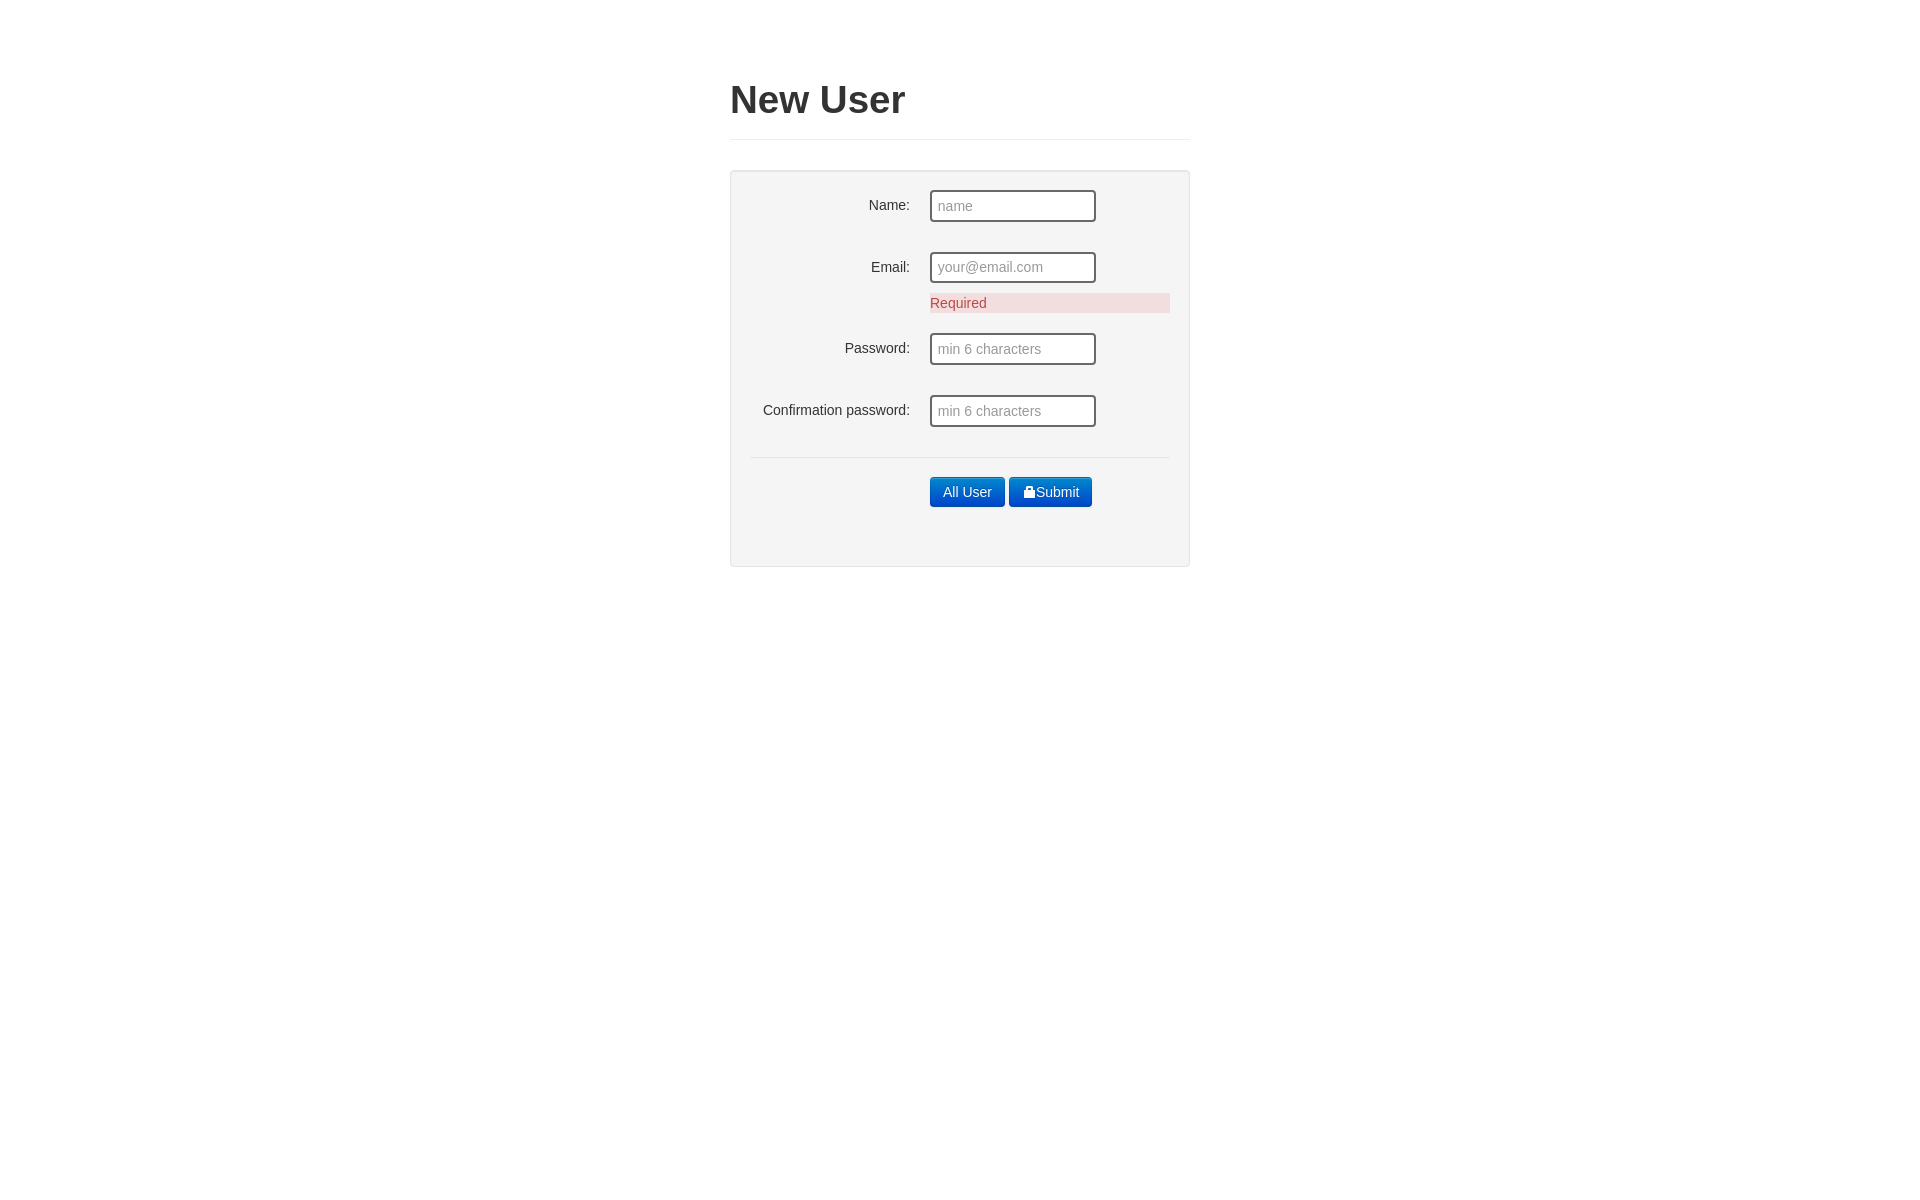 New User
Name: name
Email: your@email.com
Required
Password: min 6 characters
Confirmation password: min 6 characters
All User Submit